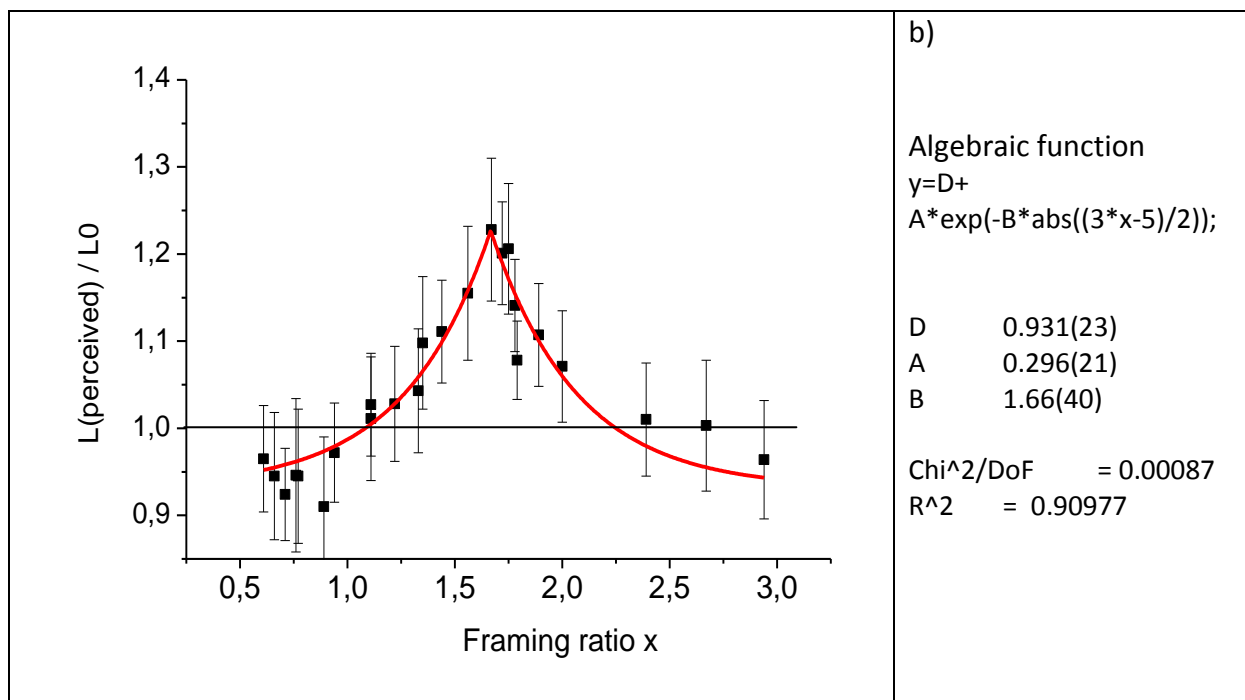 1,4
1,3
1,2
1,1
1,0
0,9
L(perceived) / L0
0,5 1,0 1,5 2,0 2,5 3,0
Framing ratio x
b)
Algebraic function
y=D+
A*exp(-B*abs((3*x-5)/2));
D 0.931(23)
A 0.296(21)
B 1.66(40)
Chi^2/DoF = 0.00087
R^2 = 0.90977